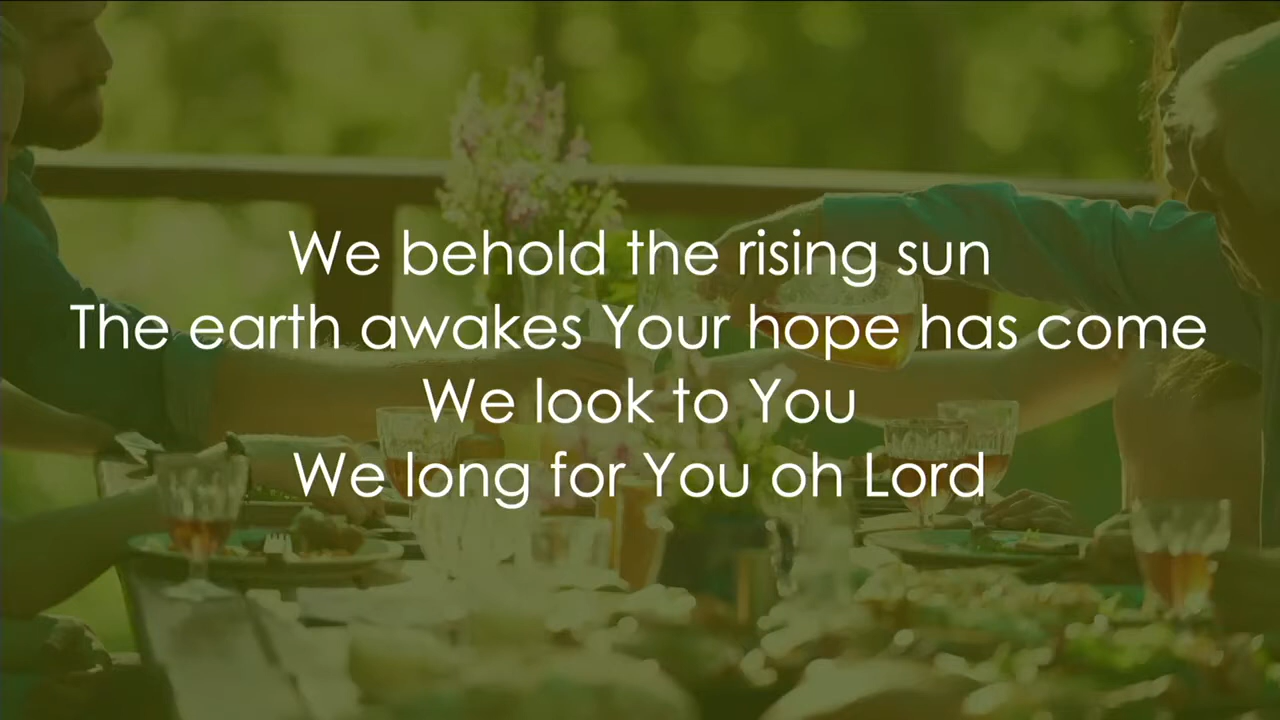 We behold the rising sun
The earth awakes Your hope has come
We look to You
We long for You oh Lord